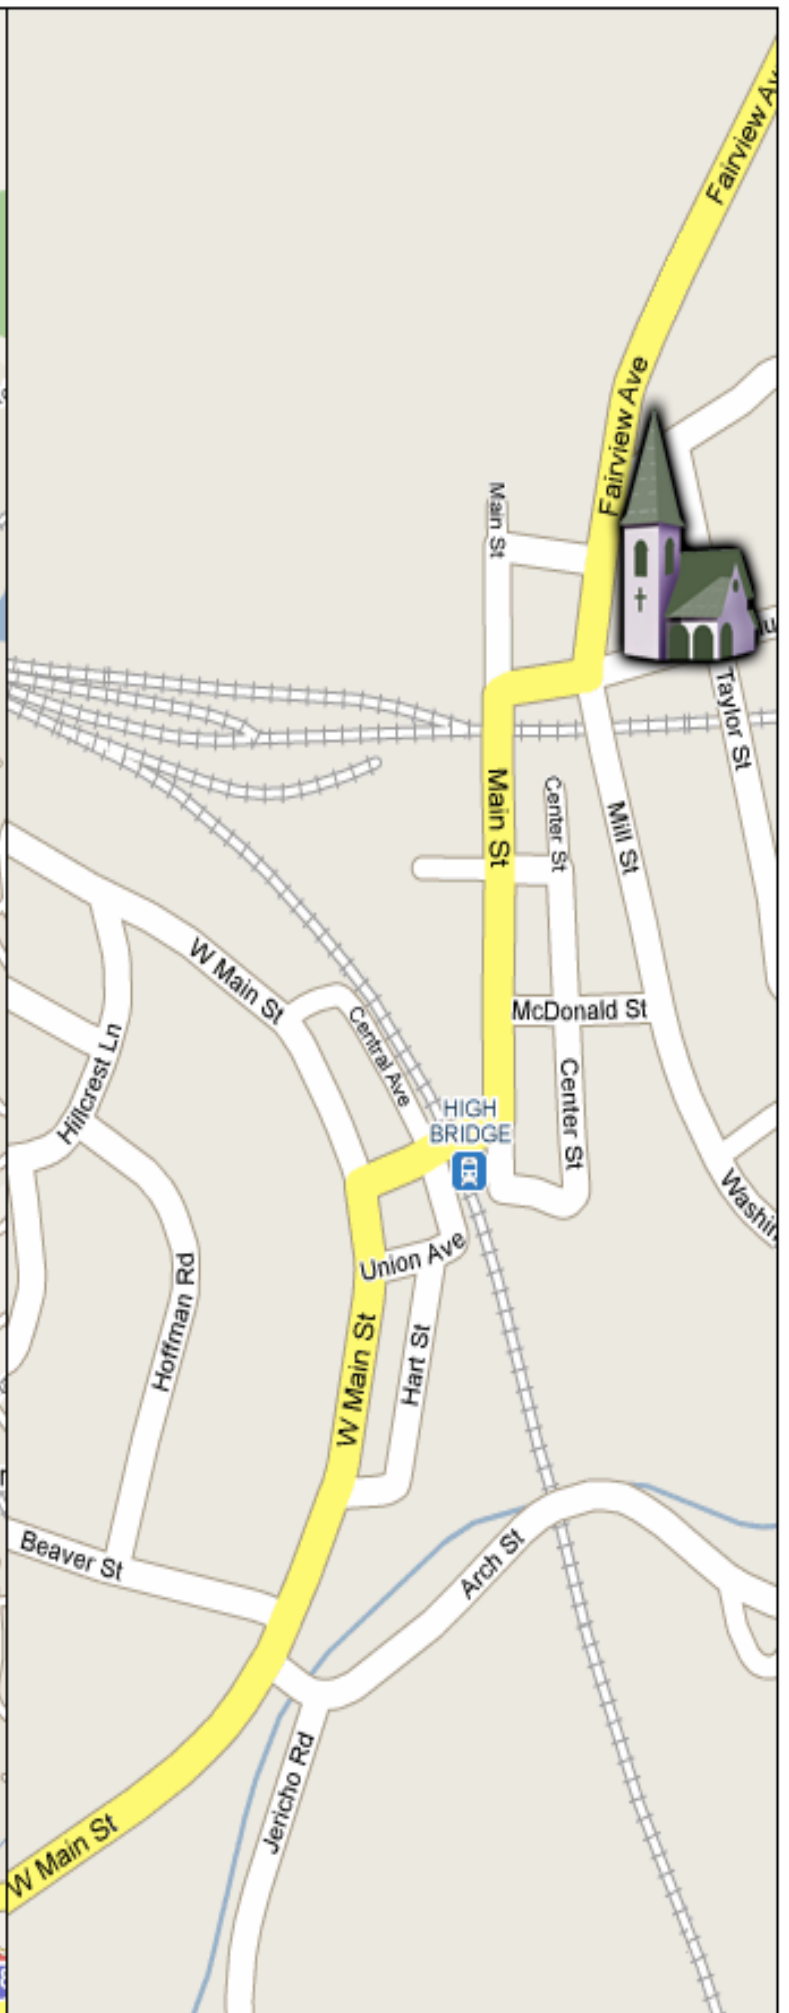 Fairview Av
Fairview Ave
Main St
Taylor St
Main St
Center St
Mill St
W Main St
McDonald St
Central Ave
Hillcrest Ln
Center St
HIGH
BRIDGE
Washin
Union Ave
Hoffman Rd
W Main St
Hart St
Beaver St
Arch St
Jericho Rd
W Main St